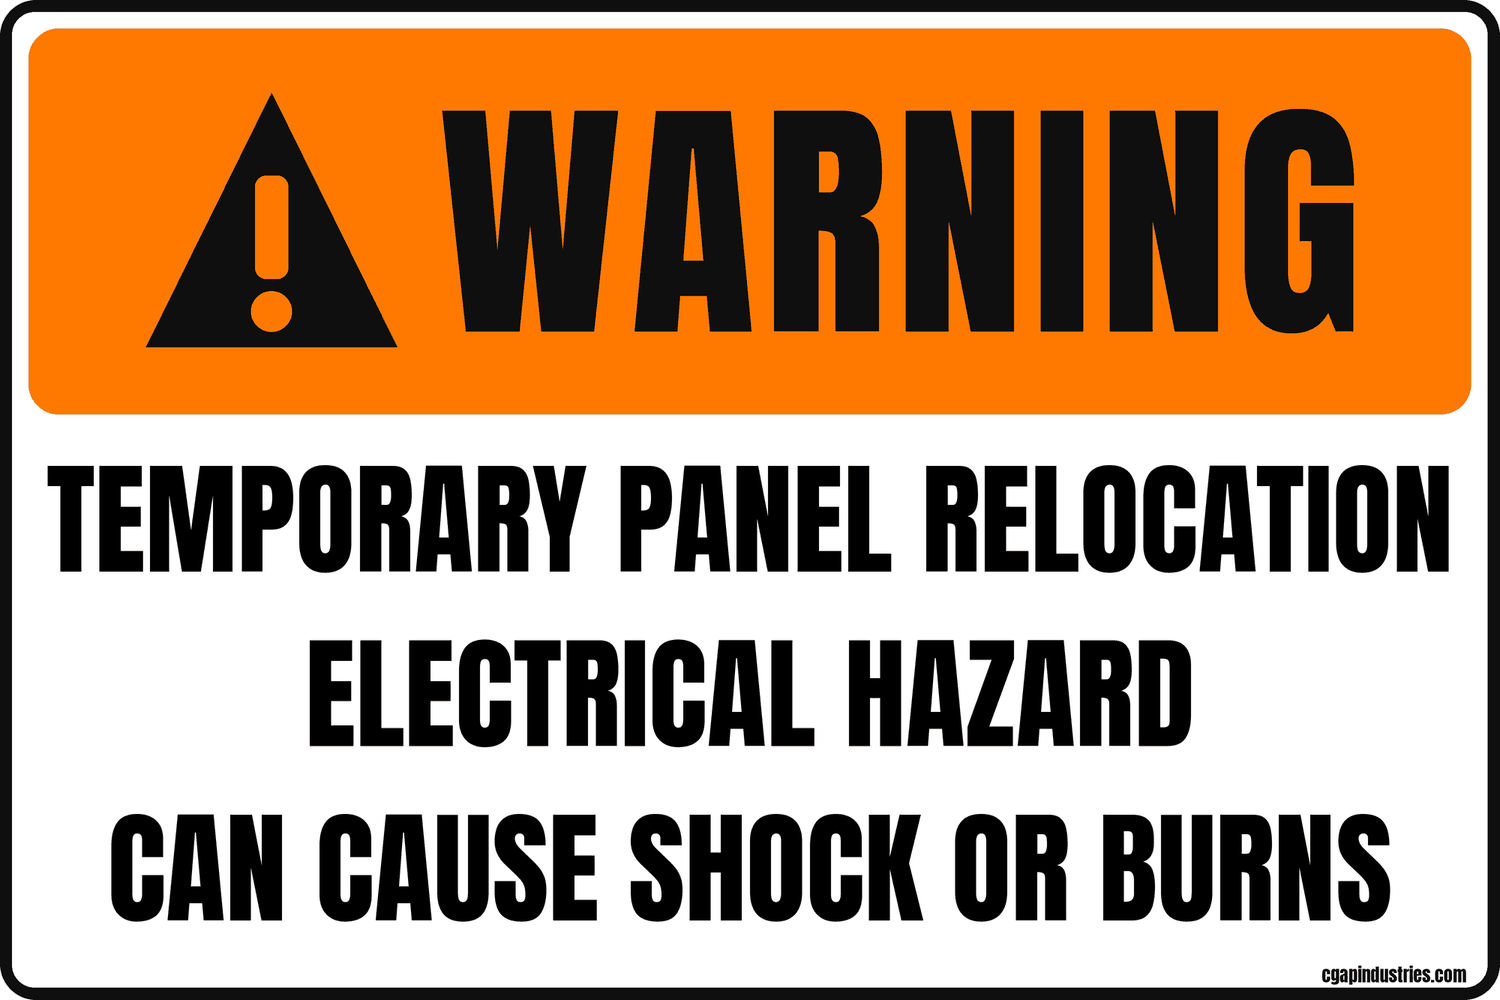 WARNING
TEMPORARY PANEL RELOCATION
ELECTRICAL HAZARD
CAN CAUSE SHOCK OR BURNS
cgapindustries.com